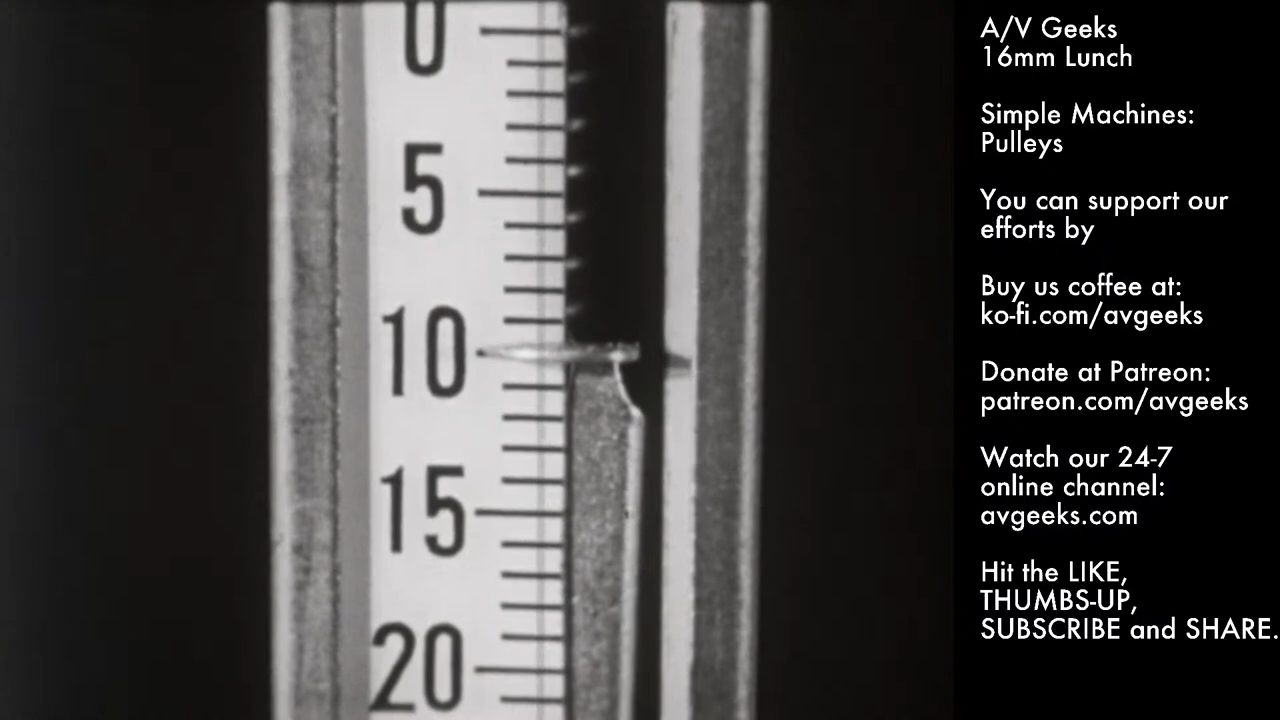 0
5
10
15
20
A/V Geeks
16mm Lunch
Simple Machines:
Pulleys
You can support our
efforts by
Buy us coffee at:
ko-fi.com/avgeeks
Donate at Patreon:
patreon.com/avgeeks
Watch our 24-7
online channel:
avgeeks.com
Hit the LIKE,
THUMBS-UP,
SUBSCRIBE and SHARE.